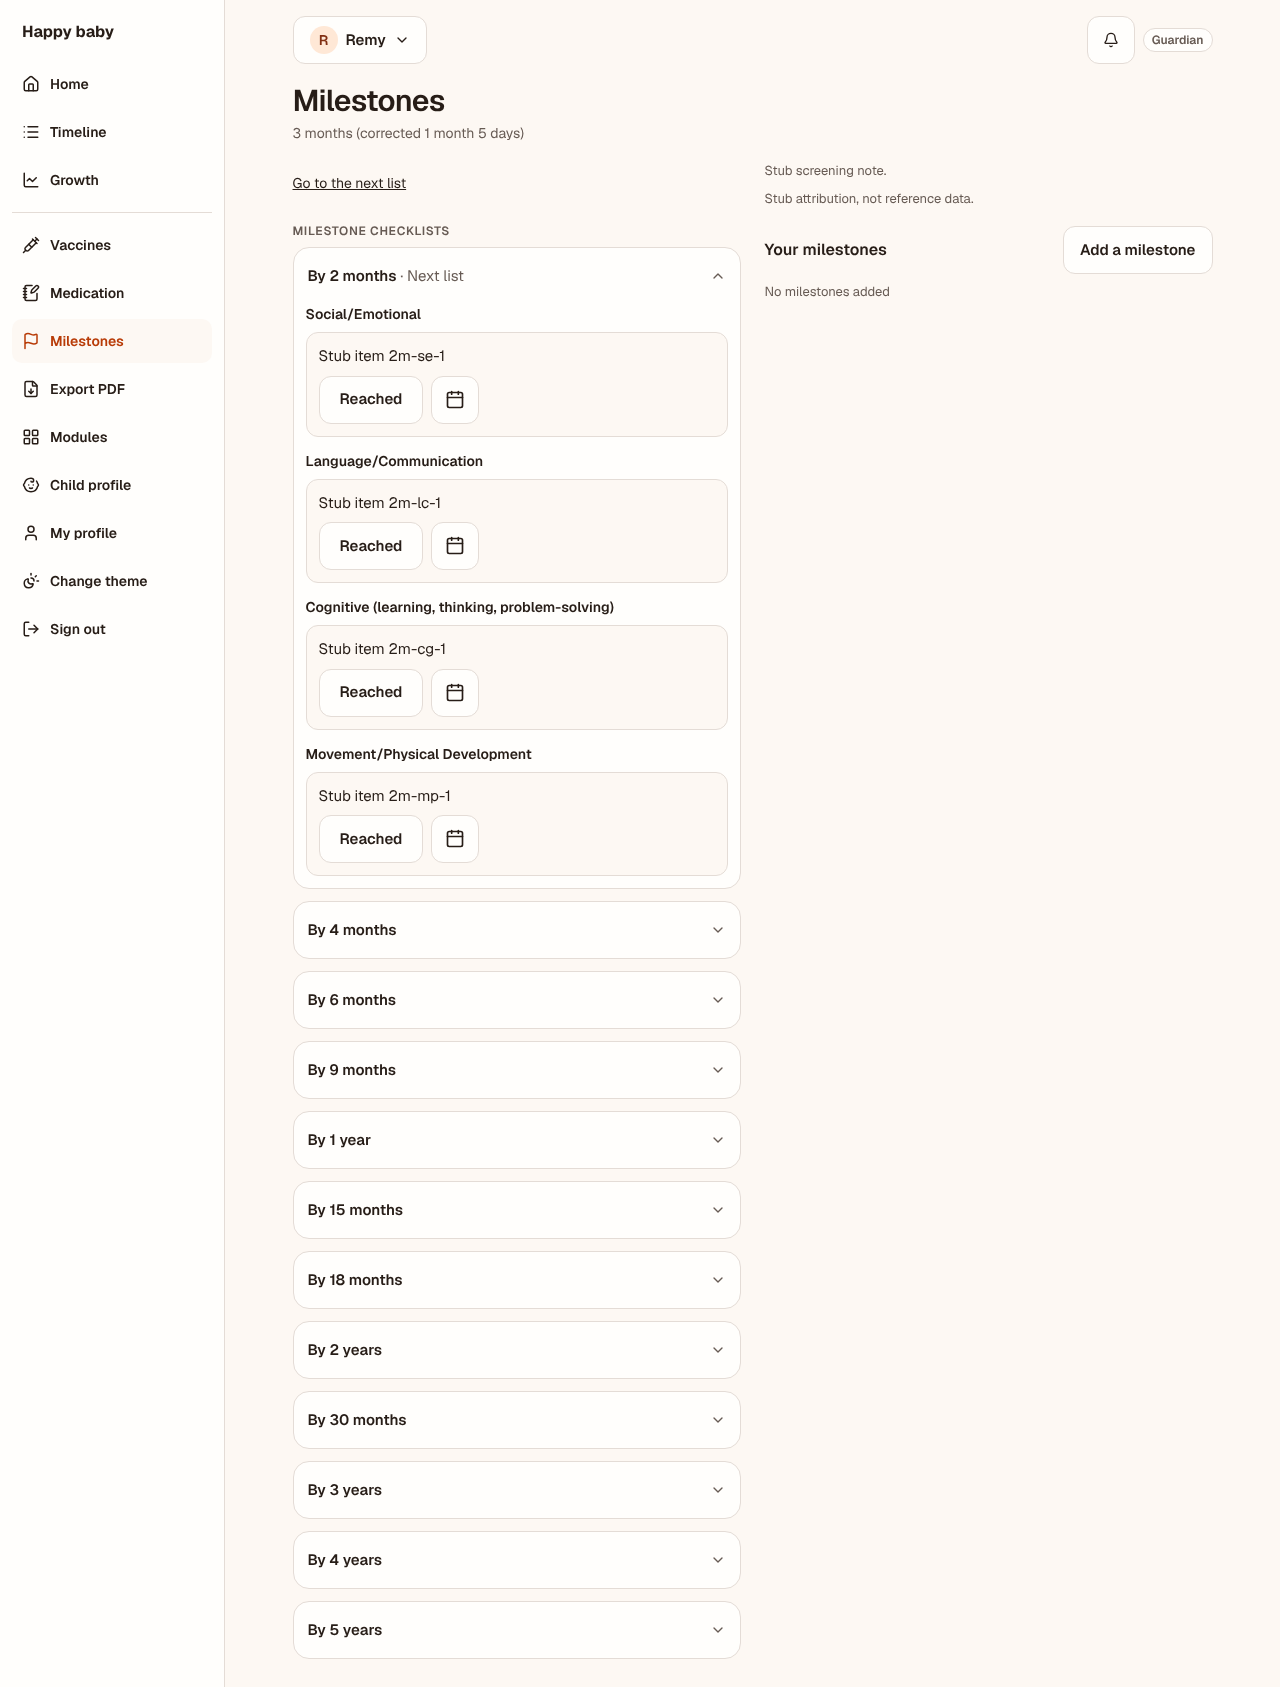 Happy baby
Home
Timeline
Growth
Vaccines
Medication
Milestones
Export PDF
Modules
Child profile
My profile
Change theme
Sign out
R Remy
Guardian
Milestones
3 months (corrected 1 month 5 days)
Go to the next list
MILESTONE CHECKLISTS
By 2 months · Next list
Social/Emotional
Stub item 2m-se-1
Reached
Language/Communication
Stub item 2m-lc-1
Reached
Cognitive (learning, thinking, problem-solving)
Stub item 2m-cg-1
Reached
Movement/Physical Development
Stub item 2m-mp-1
Reached
By 4 months
By 6 months
By 9 months
By 1 year
By 15 months
By 18 months
By 2 years
By 30 months
By 3 years
By 4 years
By 5 years
Stub screening note.
Stub attribution, not reference data.
Your milestones
Add a milestone
No milestones added